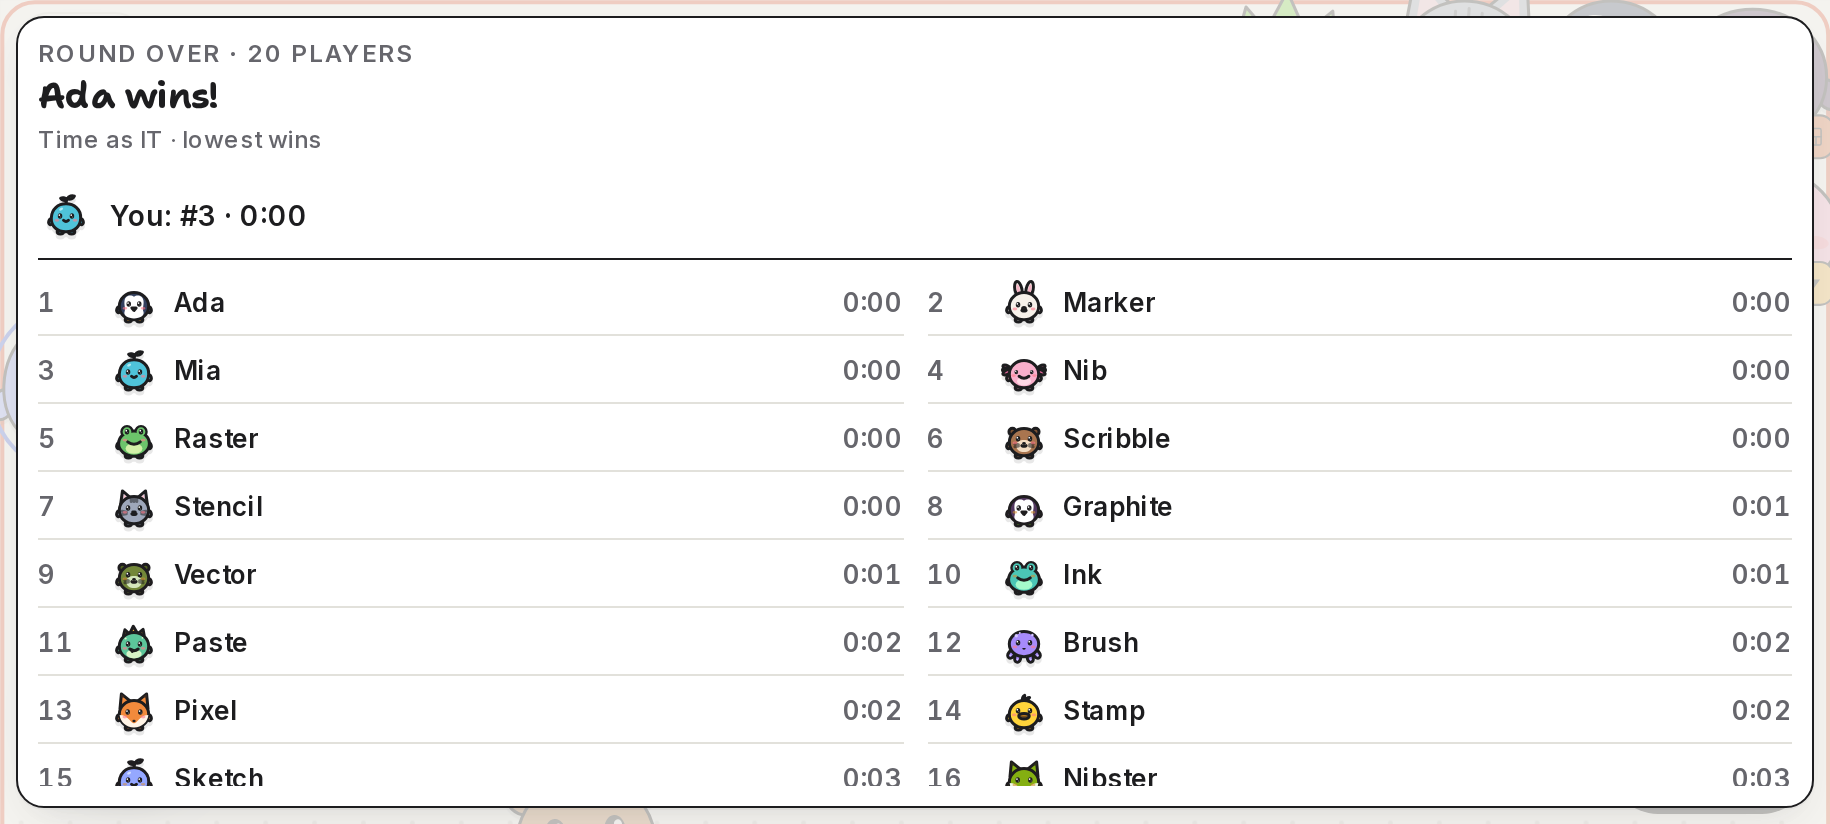 ROUND OVER · 20 PLAYERS
Ada wins!
Time as IT · lowest wins
You: #3 · 0:00
1 Ada 0:00 2 Marker 0:00
3 Mia 0:00 4 Nib 0:00
5 Raster 0:00 6 Scribble 0:00
7 Stencil 0:00 8 Graphite 0:01
9 Vector 0:01 10 Ink 0:01
11 Paste 0:02 12 Brush 0:02
13 Pixel 0:02 14 Stamp 0:02
15 Sketch 0:03 16 Nibster 0:03